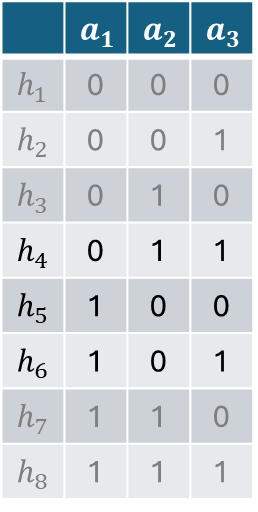 a₁ a₂ a₃
h₁ 0 0 0
h₂ 0 0 1
h₃ 0 1 0
h₄ 0 1 1
h₅ 1 0 0
h₆ 1 0 1
h₇ 1 1 0
h₈ 1 1 1